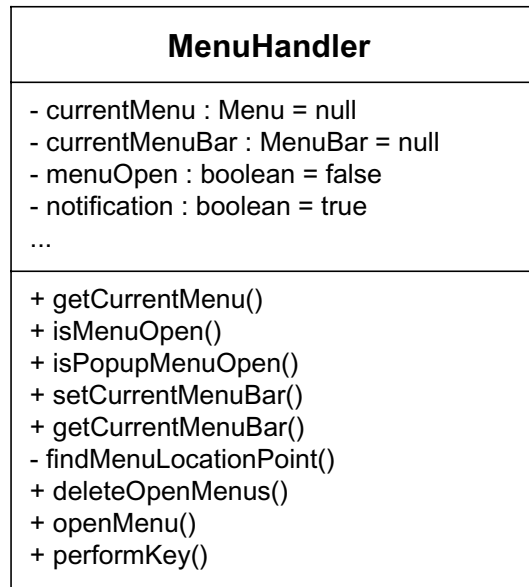 MenuHandler
- currentMenu : Menu = null
- currentMenuBar : MenuBar = null
- menuOpen : boolean = false
- notification : boolean = true
...
+ getCurrentMenu()
+ isMenuOpen()
+ isPopupMenuOpen()
+ setCurrentMenuBar()
+ getCurrentMenuBar()
- findMenuLocationPoint()
+ deleteOpenMenus()
+ openMenu()
+ performKey()